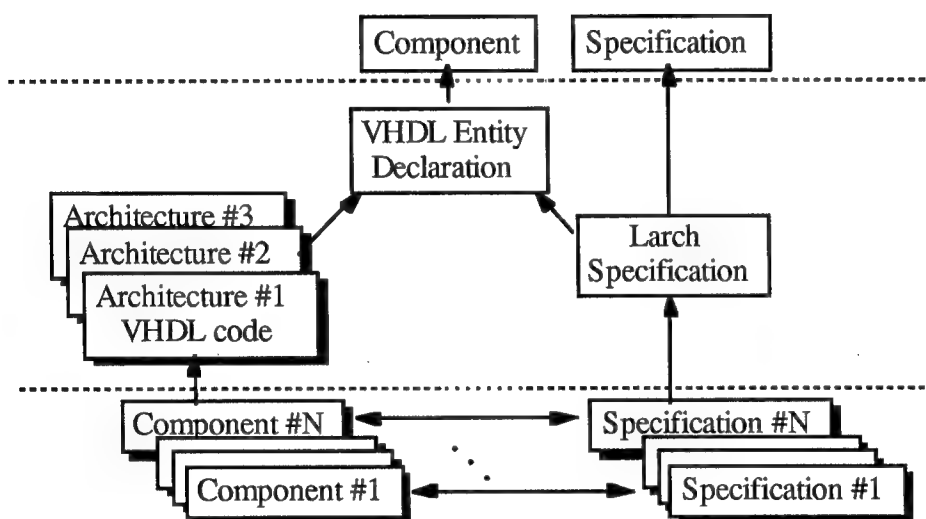 Component
Specification
VHDL Entity
Declaration
Architecture #3
Architecture #2
Architecture #1
VHDL code
Larch
Specification
Component #N
Specification #N
Component #1
Specification #1